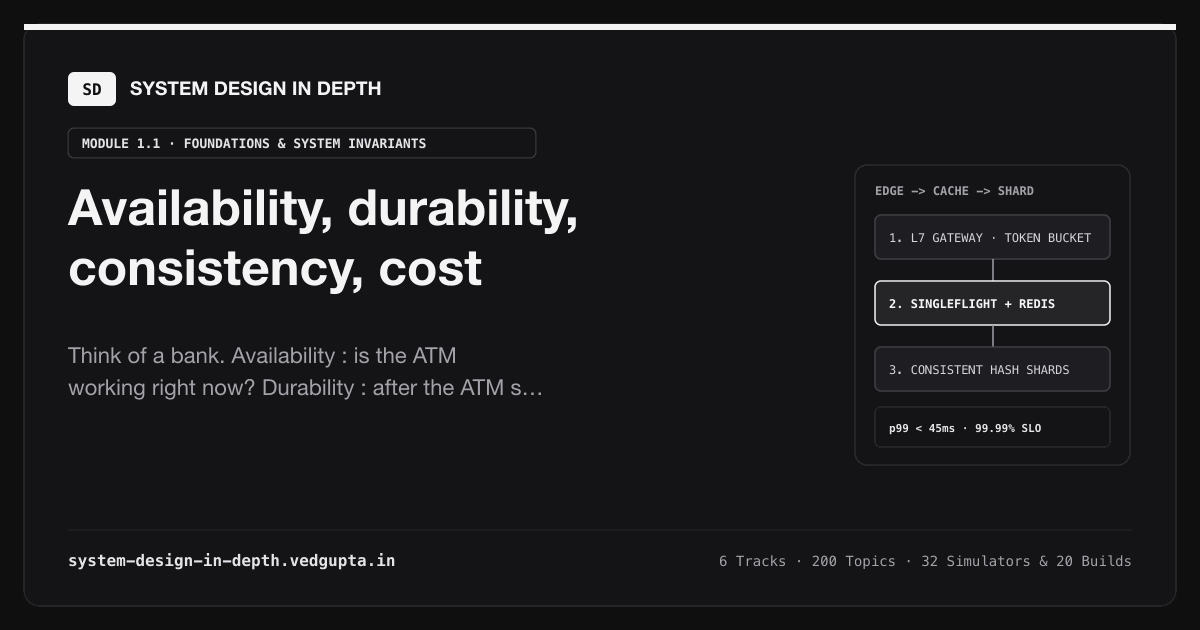 SD SYSTEM DESIGN IN DEPTH
MODULE 1.1 · FOUNDATIONS & SYSTEM INVARIANTS
Availability, durability,
consistency, cost
Think of a bank. Availability : is the ATM
working right now? Durability : after the ATM s…
EDGE —> CACHE —> SHARD
1. L7 GATEWAY · TOKEN BUCKET
2. SINGLEFLIGHT + REDIS
3. CONSISTENT HASH SHARDS
p99 < 45ms · 99.99% SLO
system-design-in-depth.vedgupta.in
6 Tracks · 200 Topics · 32 Simulators & 20 Builds